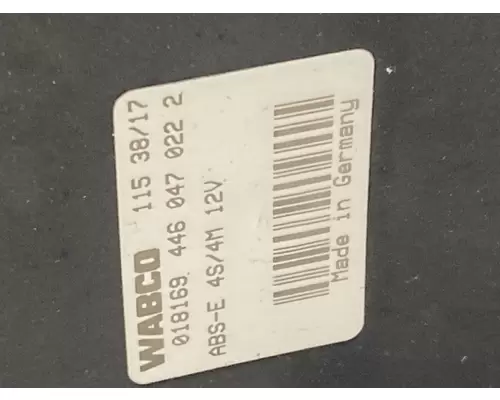 WABCO 115 38/17
018169 446 047 022 2
ABS-E 4S/4M 12V
Made in Germany